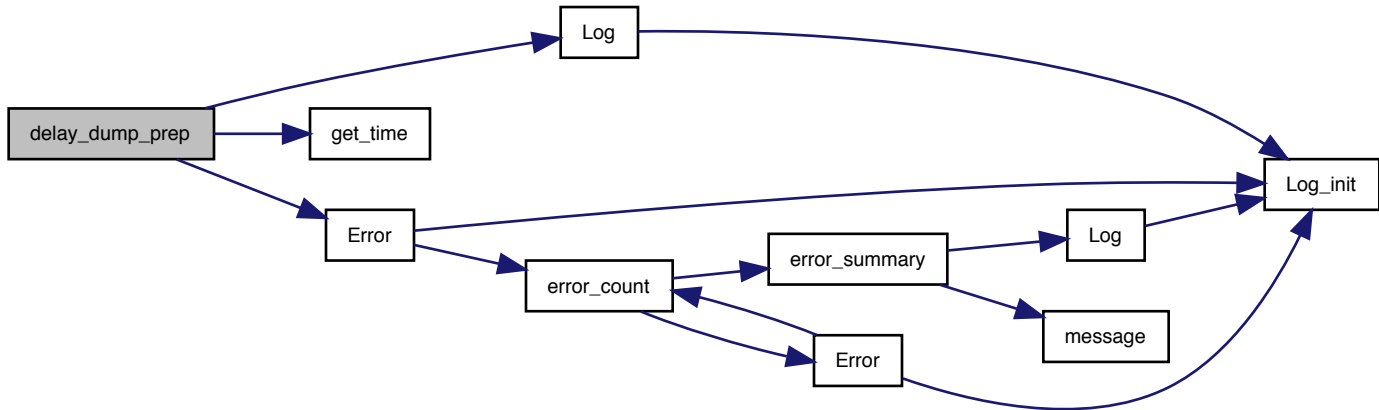 Log
delay_dump_prep
get_time
Log_init
Error
Log
error_summary
error_count
message
Error